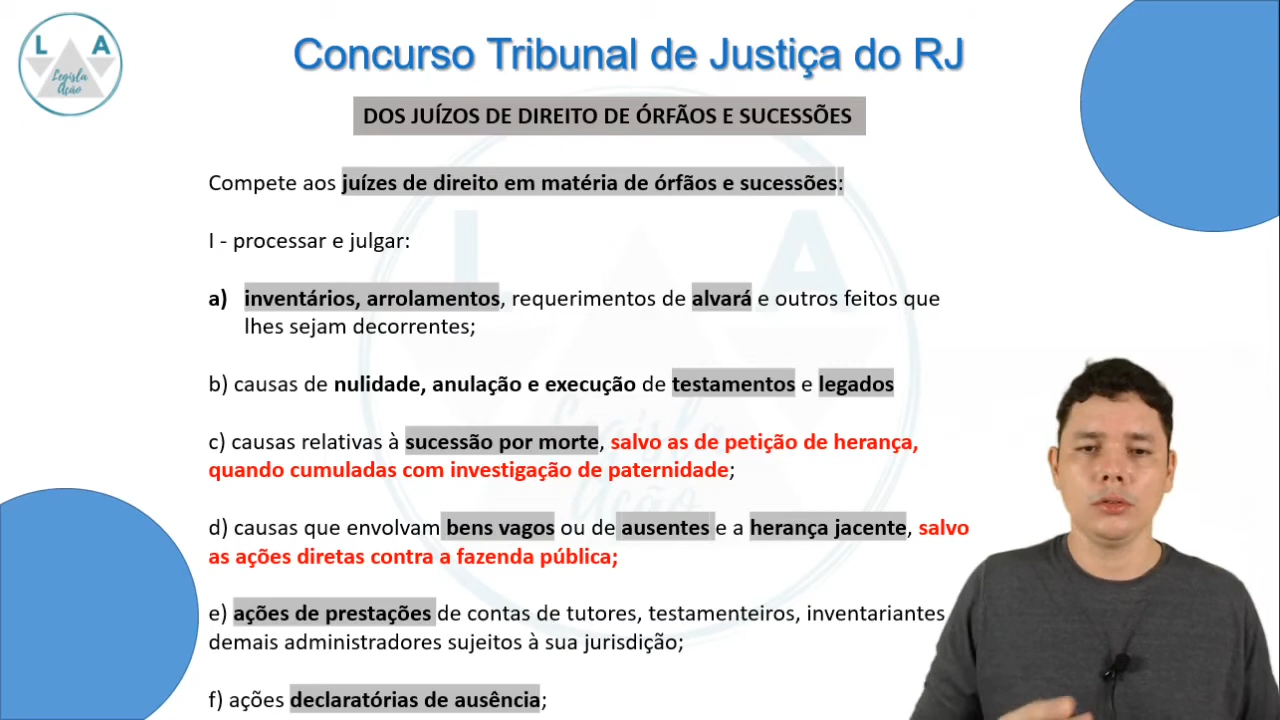 L A
Legisla
Ação
Concurso Tribunal de Justiça do RJ
DOS JUÍZOS DE DIREITO DE ÓRFÃOS E SUCESSÕES
Compete aos juízes de direito em matéria de órfãos e sucessões:
I - processar e julgar:
a) inventários, arrolamentos, requerimentos de alvará e outros feitos que
lhes sejam decorrentes;
b) causas de nulidade, anulação e execução de testamentos e legados
c) causas relativas à sucessão por morte, salvo as de petição de herança,
quando cumuladas com investigação de paternidade;
d) causas que envolvam bens vagos ou de ausentes e a herança jacente, salvo
as ações diretas contra a fazenda pública;
e) ações de prestações de contas de tutores, testamenteiros, inventariantes
demais administradores sujeitos à sua jurisdição;
f) ações declaratórias de ausência;
L A
Legisla
Ação